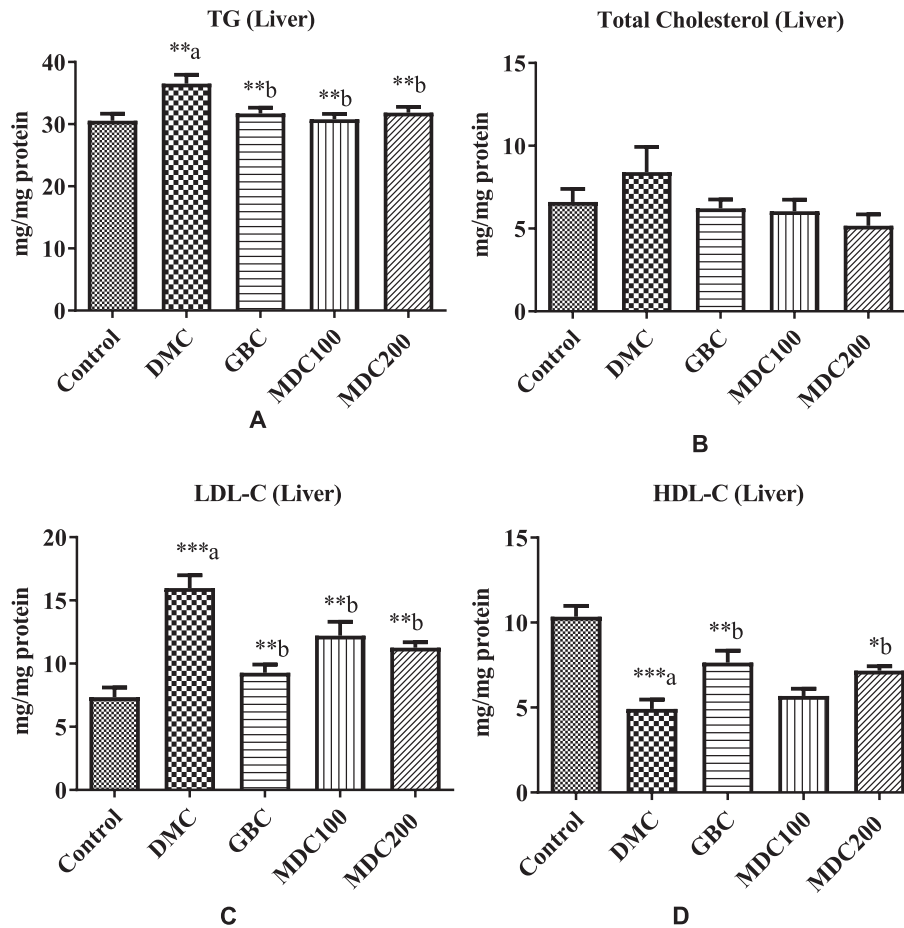 TG (Liver)
mg/mg protein
40
30
20
10
0
**a
**b
**b
**b
Control
DMC
GBC
MDC100
MDC200
A
Total Cholesterol (Liver)
mg/mg protein
15
10
5
0
Control
DMC
GBC
MDC100
MDC200
B
LDL-C (Liver)
mg/mg protein
20
15
10
5
0
***a
**b
**b
**b
Control
DMC
GBC
MDC100
MDC200
C
HDL-C (Liver)
mg/mg protein
15
10
5
0
***a
**b
*b
Control
DMC
GBC
MDC100
MDC200
D